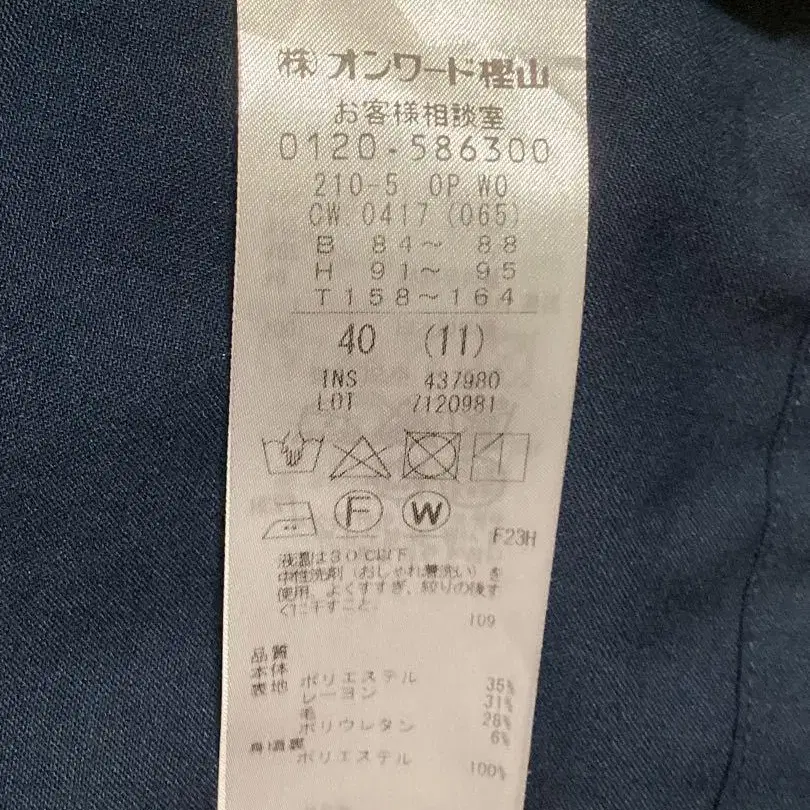 (株)オンワード樫山
お客様相談室
0120-586300
210-5 OP.WO
CW.0417(065)
B 84〜 88
H 91〜 95
T158〜164
40 (11)
INS 437980
LOT 7120981
F W
F23H
液温は30℃以下
中性洗剤(おしゃれ着洗い)を
使用、よくすすぎ、絞りの後す
ぐに干すこと.
109
品質
本体
表地 ポリエステル 35%
レーヨン 31%
毛 28%
ポリウレタン 6%
身頃裏
ポリエステル 100%